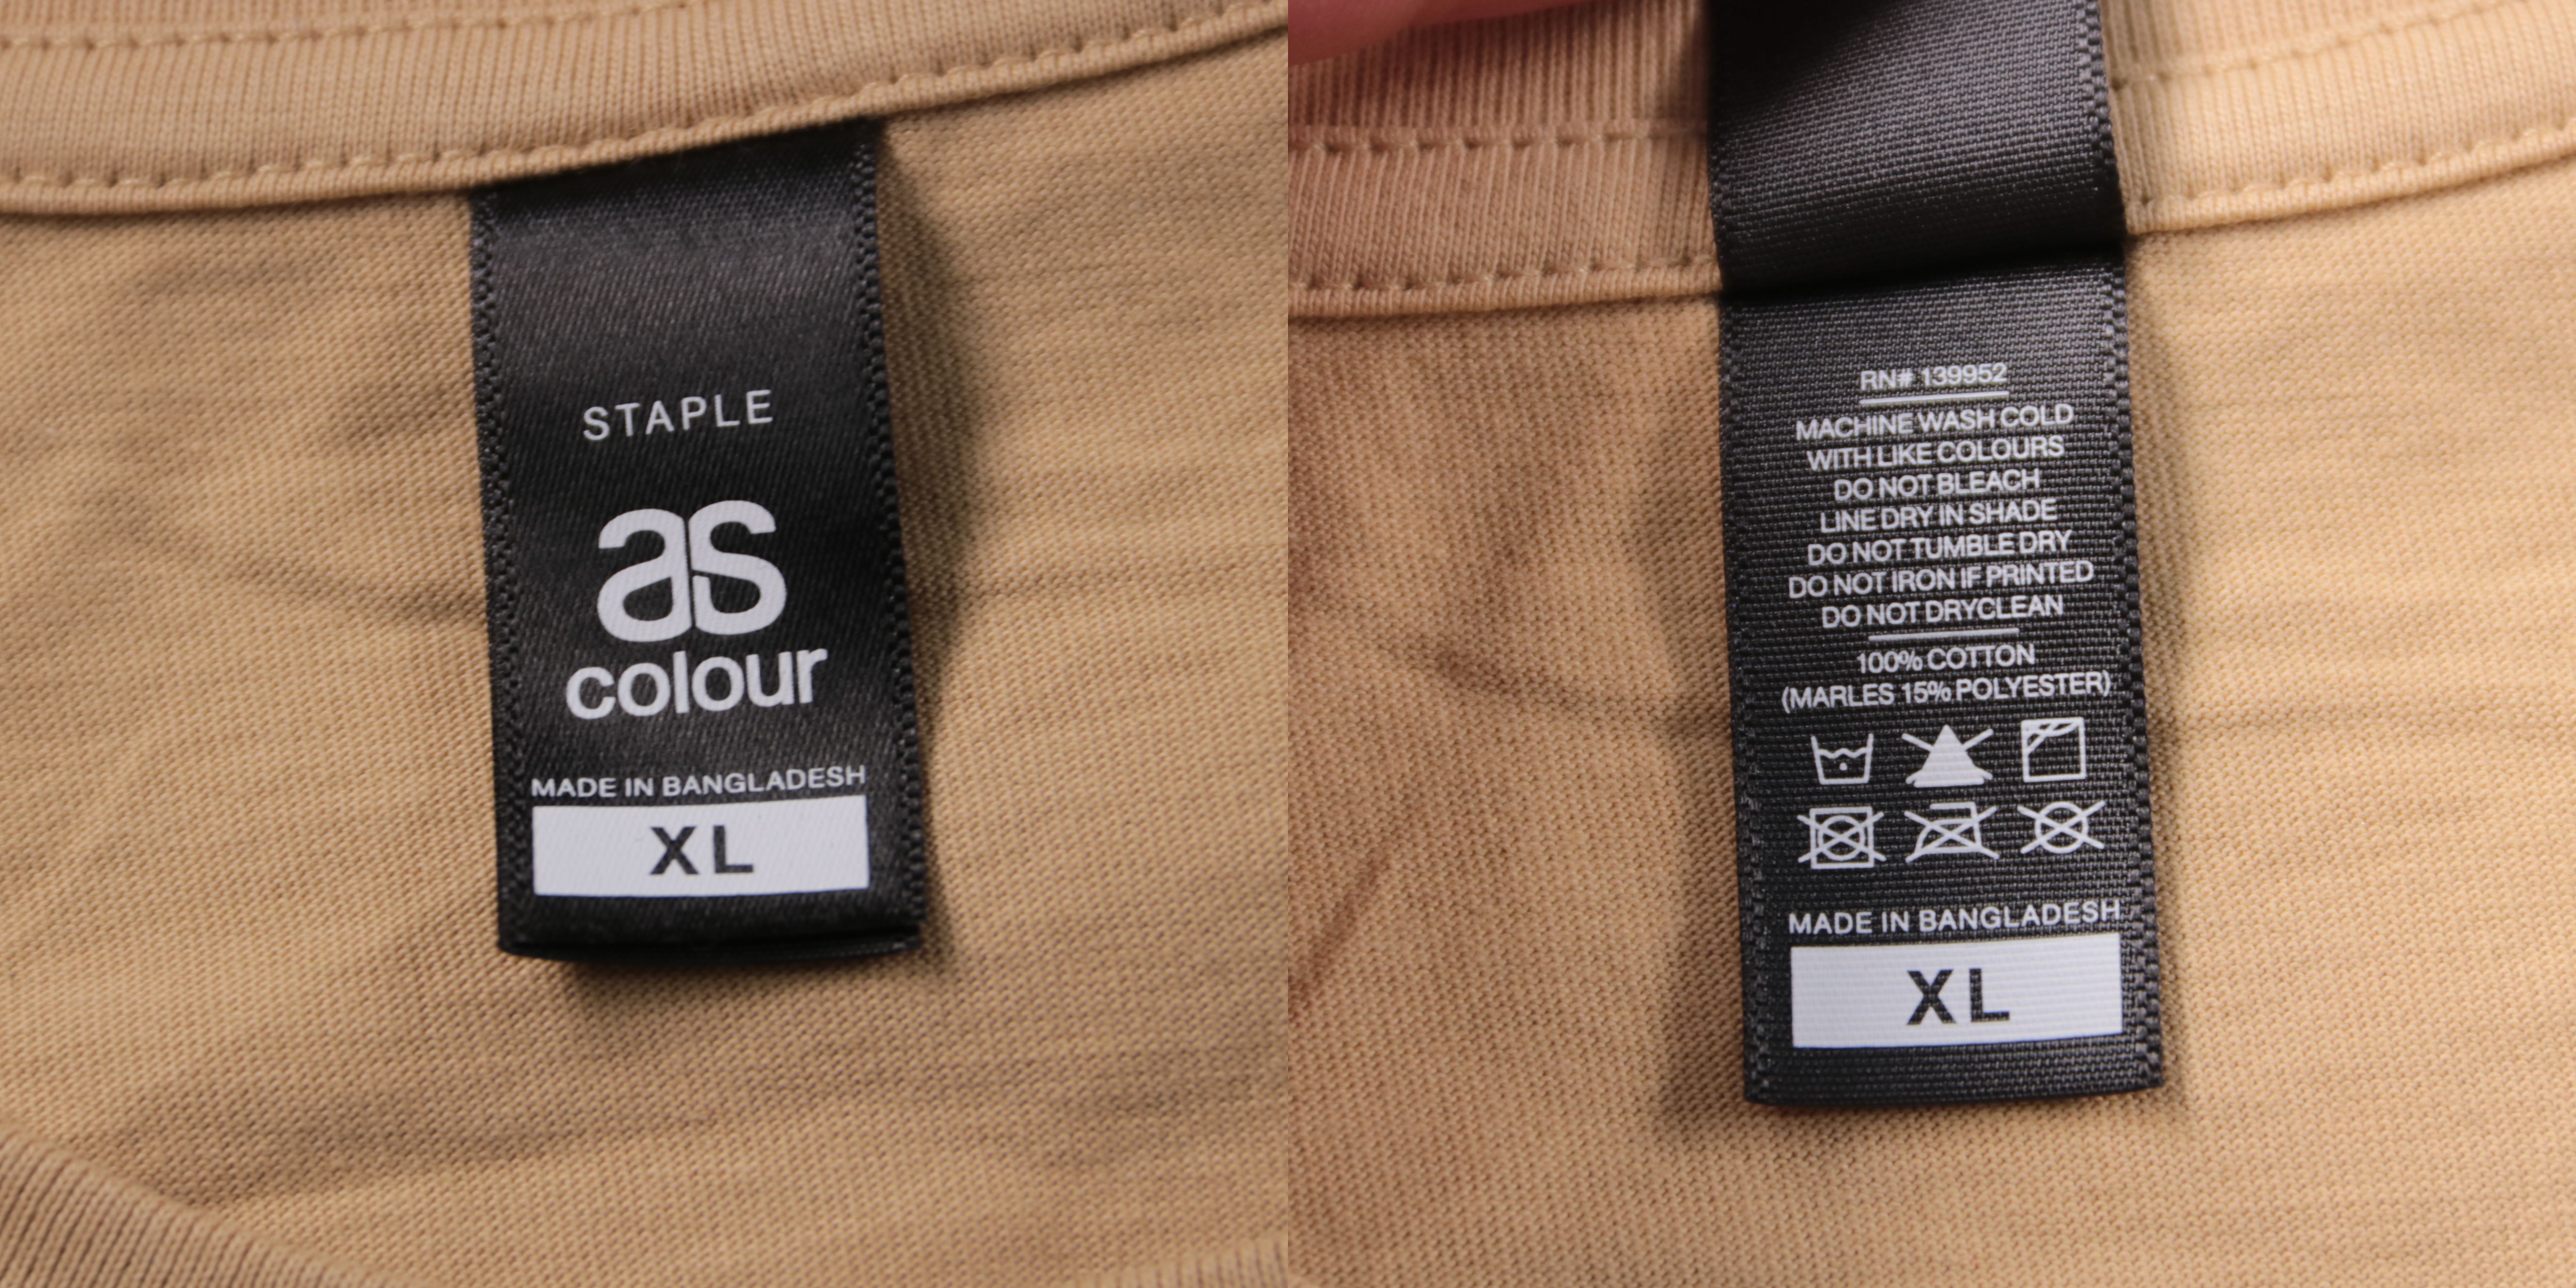 STAPLE
as
colour
MADE IN BANGLADESH
XL
RN# 139952
MACHINE WASH COLD
WITH LIKE COLOURS
DO NOT BLEACH
LINE DRY IN SHADE
DO NOT TUMBLE DRY
DO NOT IRON IF PRINTED
DO NOT DRYCLEAN
100% COTTON
(MARLES 15% POLYESTER)
MADE IN BANGLADESH
XL